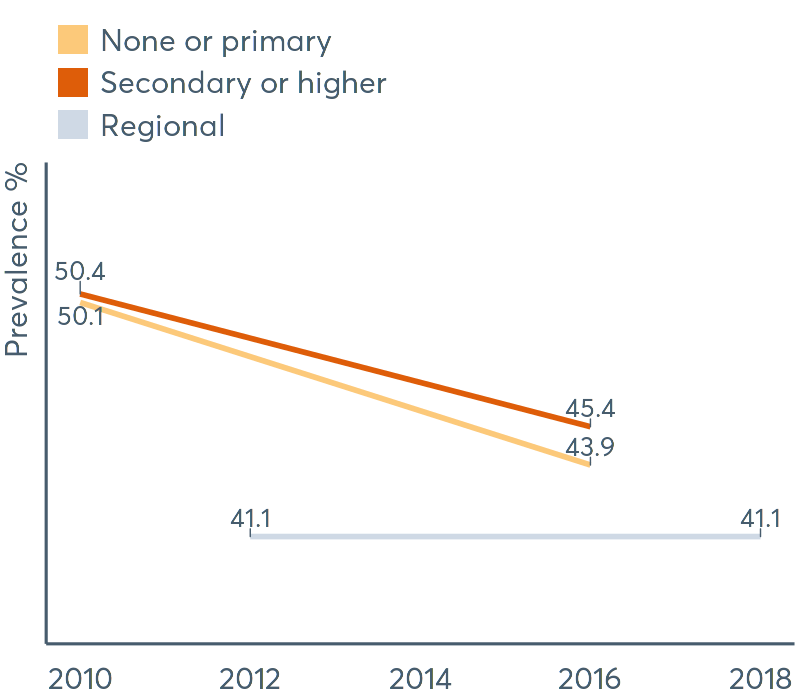 None or primary
Secondary or higher
Regional
Prevalence %
50.4
50.1
45.4
43.9
41.1
41.1
2010
2012
2014
2016
2018